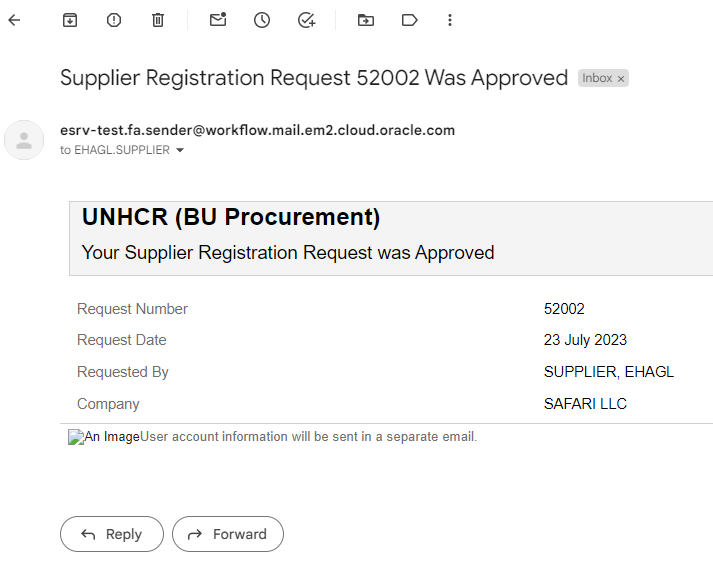 Supplier Registration Request 52002 Was Approved Inbox ×
esrv-test.fa.sender@workflow.mail.em2.cloud.oracle.com
to EHAGL.SUPPLIER
UNHCR (BU Procurement)
Your Supplier Registration Request was Approved
Request Number 52002
Request Date 23 July 2023
Requested By SUPPLIER, EHAGL
Company SAFARI LLC
An ImageUser account information will be sent in a separate email.
Reply Forward